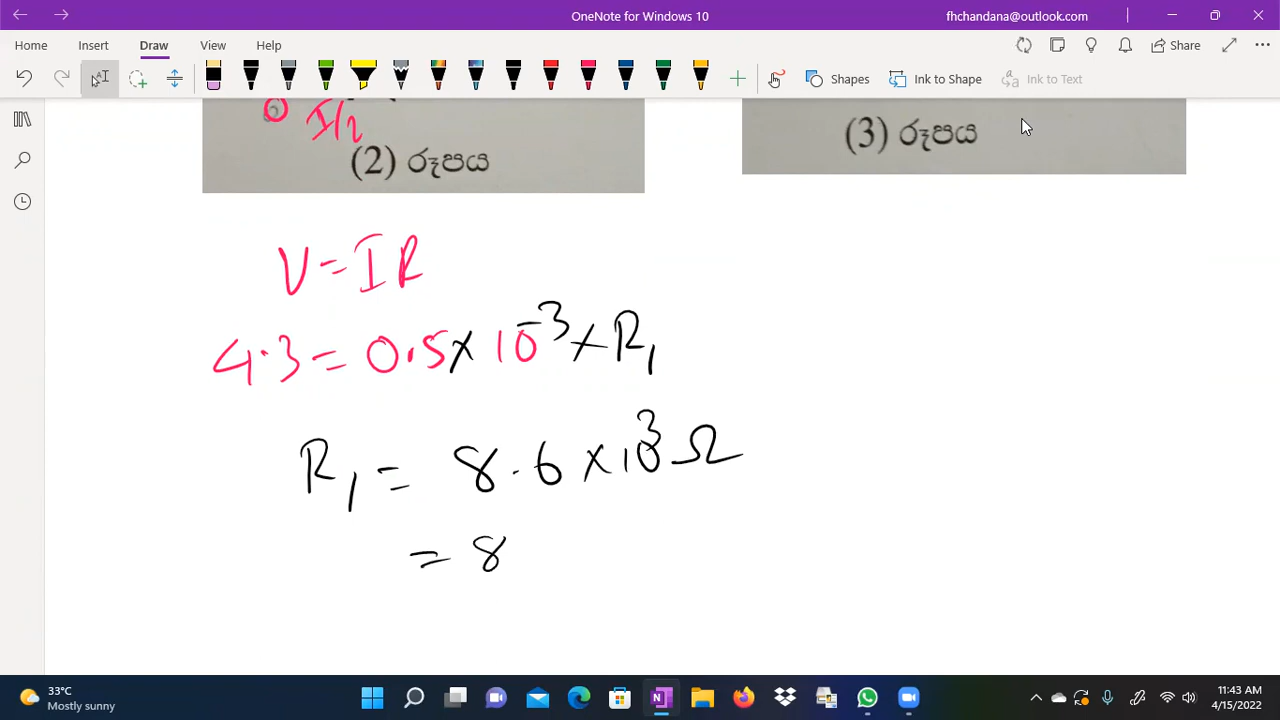 OneNote for Windows 10
fhchandana@outlook.com
Home Insert Draw View Help
Share
Shapes
Ink to Shape
Ink to Text
I/2
(2) රූපය
(3) රූපය
V = IR
4.3 = 0.5 × 10⁻³ × R₁
R₁ = 8.6 × 10³ Ω
= 8
33°C
Mostly sunny
11:43 AM
4/15/2022